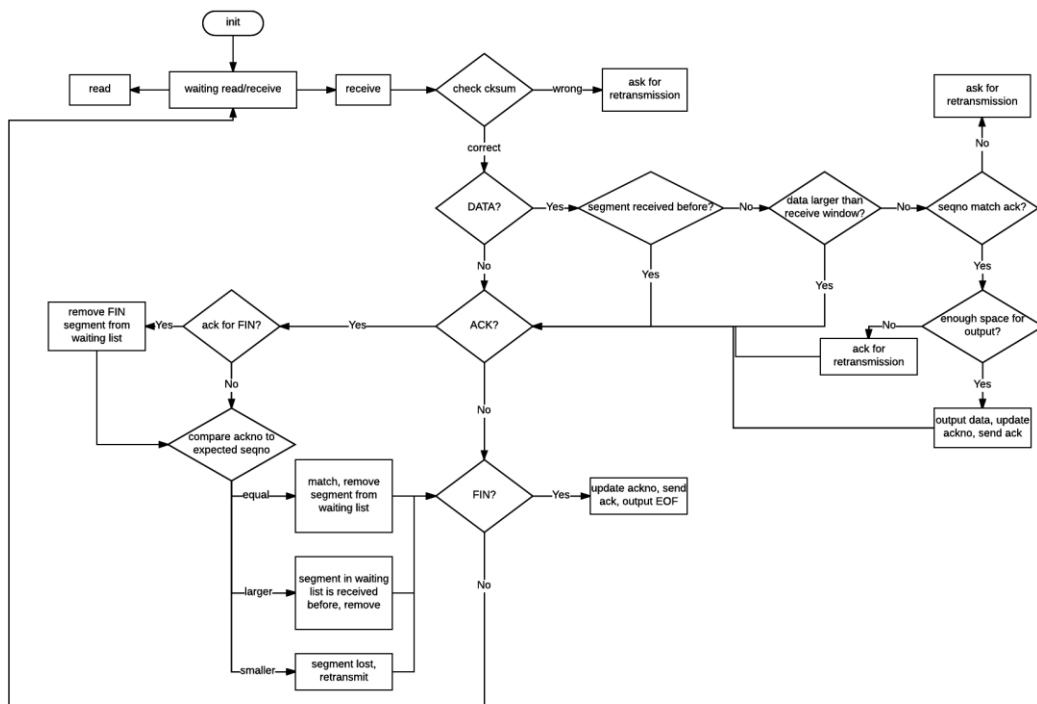 init
read
waiting read/receive
receive
check cksum
wrong
ask for
retransmission
ask for
retransmission
correct
No
DATA?
Yes
segment received before?
No
data larger than
receive window?
No
seqno match ack?
No
Yes
Yes
Yes
remove FIN
segment from
waiting list
Yes
ack for FIN?
Yes
ACK?
enough space for
output?
No
ack for
retransmission
No
Yes
No
compare ackno to
expected seqno
output data, update
ackno, send ack
equal
match, remove
segment from
waiting list
FIN?
Yes
update ackno, send
ack, output EOF
larger
segment in waiting
list is received
before, remove
No
smaller
segment lost,
retransmit